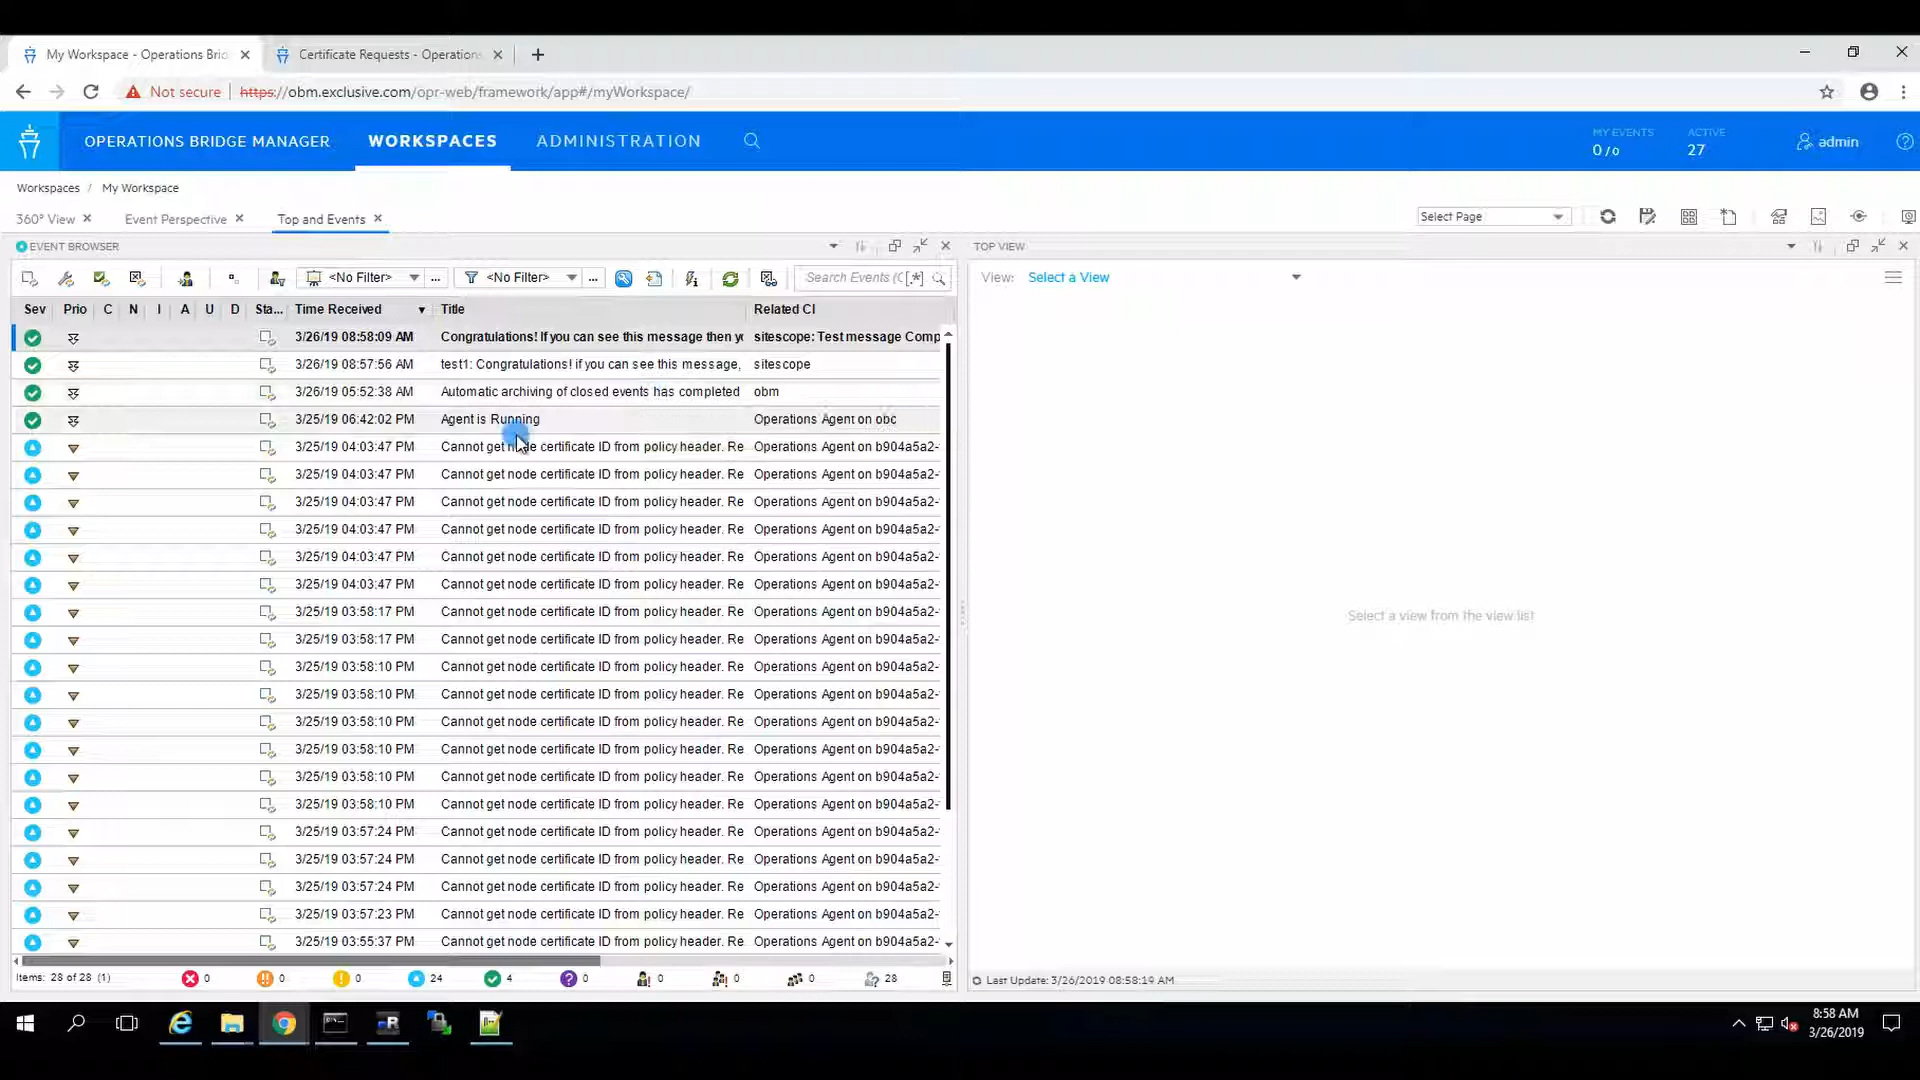 My Workspace - Operations Brid
Certificate Requests - Operations
Not secure
https://obm.exclusive.com/opr-web/framework/app#/myWorkspace/
OPERATIONS BRIDGE MANAGER
WORKSPACES
ADMINISTRATION
MY EVENTS
0/0
ACTIVE
27
admin
Workspaces / My Workspace
360° View
Event Perspective
Top and Events
Select Page
EVENT BROWSER
TOP VIEW
<No Filter>
...
<No Filter>
...
Search Events (C
[.*]
View: Select a View
Sev Prio C N I A U D Sta... Time Received Title Related CI
3/26/19 08:58:09 AM Congratulations! If you can see this message then yo sitescope: Test message Comp
3/26/19 08:57:56 AM test1: Congratulations! if you can see this message, sitescope
3/26/19 05:52:38 AM Automatic archiving of closed events has completed obm
3/25/19 06:42:02 PM Agent is Running Operations Agent on obc
3/25/19 04:03:47 PM Cannot get node certificate ID from policy header. Re Operations Agent on b904a5a2-
3/25/19 04:03:47 PM Cannot get node certificate ID from policy header. Re Operations Agent on b904a5a2-
3/25/19 04:03:47 PM Cannot get node certificate ID from policy header. Re Operations Agent on b904a5a2-
3/25/19 04:03:47 PM Cannot get node certificate ID from policy header. Re Operations Agent on b904a5a2-
3/25/19 04:03:47 PM Cannot get node certificate ID from policy header. Re Operations Agent on b904a5a2-
3/25/19 04:03:47 PM Cannot get node certificate ID from policy header. Re Operations Agent on b904a5a2-
3/25/19 03:58:17 PM Cannot get node certificate ID from policy header. Re Operations Agent on b904a5a2-
3/25/19 03:58:17 PM Cannot get node certificate ID from policy header. Re Operations Agent on b904a5a2-
3/25/19 03:58:10 PM Cannot get node certificate ID from policy header. Re Operations Agent on b904a5a2-
3/25/19 03:58:10 PM Cannot get node certificate ID from policy header. Re Operations Agent on b904a5a2-
3/25/19 03:58:10 PM Cannot get node certificate ID from policy header. Re Operations Agent on b904a5a2-
3/25/19 03:58:10 PM Cannot get node certificate ID from policy header. Re Operations Agent on b904a5a2-
3/25/19 03:58:10 PM Cannot get node certificate ID from policy header. Re Operations Agent on b904a5a2-
3/25/19 03:58:10 PM Cannot get node certificate ID from policy header. Re Operations Agent on b904a5a2-
3/25/19 03:57:24 PM Cannot get node certificate ID from policy header. Re Operations Agent on b904a5a2-
3/25/19 03:57:24 PM Cannot get node certificate ID from policy header. Re Operations Agent on b904a5a2-
3/25/19 03:57:24 PM Cannot get node certificate ID from policy header. Re Operations Agent on b904a5a2-
3/25/19 03:57:23 PM Cannot get node certificate ID from policy header. Re Operations Agent on b904a5a2-
3/25/19 03:55:37 PM Cannot get node certificate ID from policy header. Re Operations Agent on b904a5a2-
Select a view from the view list
Items: 28 of 28 (1) 0 0 0 24 4 0 0 0 0 28
Last Update: 3/26/2019 08:58:19 AM
8:58 AM
3/26/2019